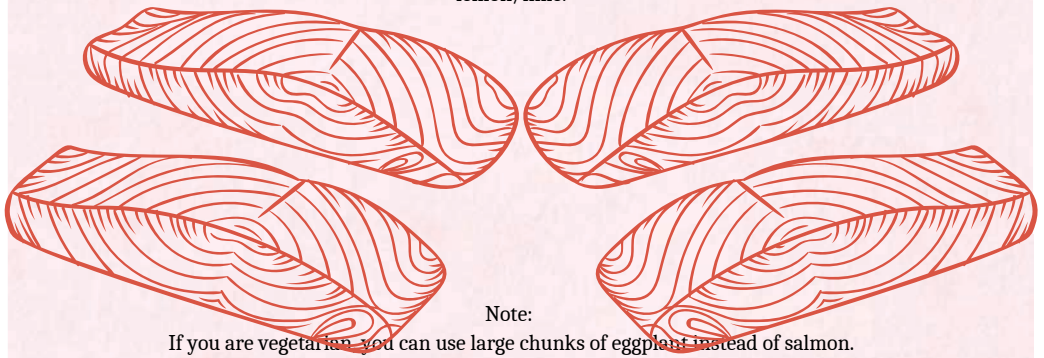 Note:
If you are vegetarian, you can use large chunks of eggplant instead of salmon.